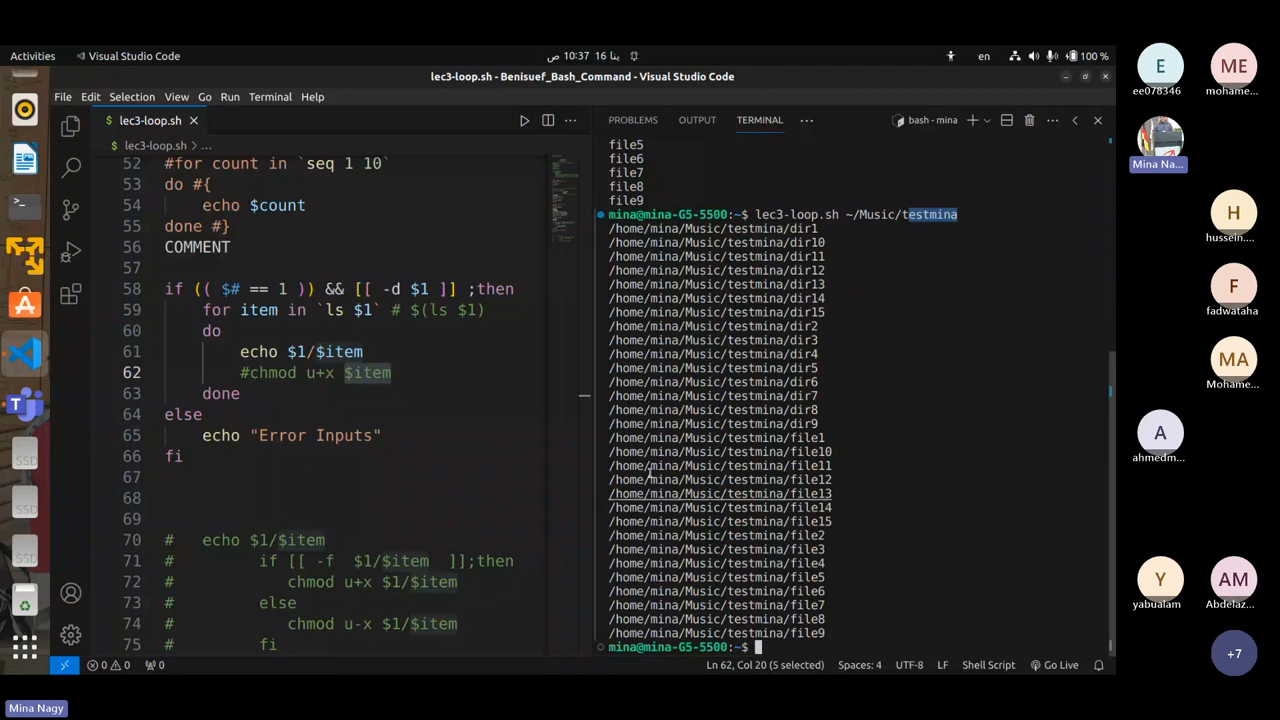 Activities
Visual Studio Code
ص 10:37 16 ينا
en
100 %
lec3-loop.sh - Benisuef_Bash_Command - Visual Studio Code
File Edit Selection View Go Run Terminal Help
$ lec3-loop.sh
$ lec3-loop.sh > ...
52 #for count in `seq 1 10`
53 do #{
54 echo $count
55 done #}
56 COMMENT
57
58 if (( $# == 1 )) && [[ -d $1 ]] ;then
59 for item in `ls $1` # $(ls $1)
60 do
61 echo $1/$item
62 #chmod u+x $item
63 done
64 else
65 echo "Error Inputs"
66 fi
67
68
69
70 # echo $1/$item
71 # if [[ -f $1/$item ]];then
72 # chmod u+x $1/$item
73 # else
74 # chmod u-x $1/$item
75 # fi
PROBLEMS OUTPUT TERMINAL ... bash - mina
file5
file6
file7
file8
file9
mina@mina-G5-5500:~$ lec3-loop.sh ~/Music/testmina
/home/mina/Music/testmina/dir1
/home/mina/Music/testmina/dir10
/home/mina/Music/testmina/dir11
/home/mina/Music/testmina/dir12
/home/mina/Music/testmina/dir13
/home/mina/Music/testmina/dir14
/home/mina/Music/testmina/dir15
/home/mina/Music/testmina/dir2
/home/mina/Music/testmina/dir3
/home/mina/Music/testmina/dir4
/home/mina/Music/testmina/dir5
/home/mina/Music/testmina/dir6
/home/mina/Music/testmina/dir7
/home/mina/Music/testmina/dir8
/home/mina/Music/testmina/dir9
/home/mina/Music/testmina/file1
/home/mina/Music/testmina/file10
/home/mina/Music/testmina/file11
/home/mina/Music/testmina/file12
/home/mina/Music/testmina/file13
/home/mina/Music/testmina/file14
/home/mina/Music/testmina/file15
/home/mina/Music/testmina/file2
/home/mina/Music/testmina/file3
/home/mina/Music/testmina/file4
/home/mina/Music/testmina/file5
/home/mina/Music/testmina/file6
/home/mina/Music/testmina/file7
/home/mina/Music/testmina/file8
/home/mina/Music/testmina/file9
mina@mina-G5-5500:~$
0 0 0 Ln 62, Col 20 (5 selected) Spaces: 4 UTF-8 LF Shell Script Go Live
SSD
SSD
SSD
E
ee078346
ME
mohame...
Mina Na...
H
hussein....
F
fadwataha
MA
Mohame...
A
ahmedm...
Y
yabualam
AM
Abdelaz...
+7
Mina Nagy